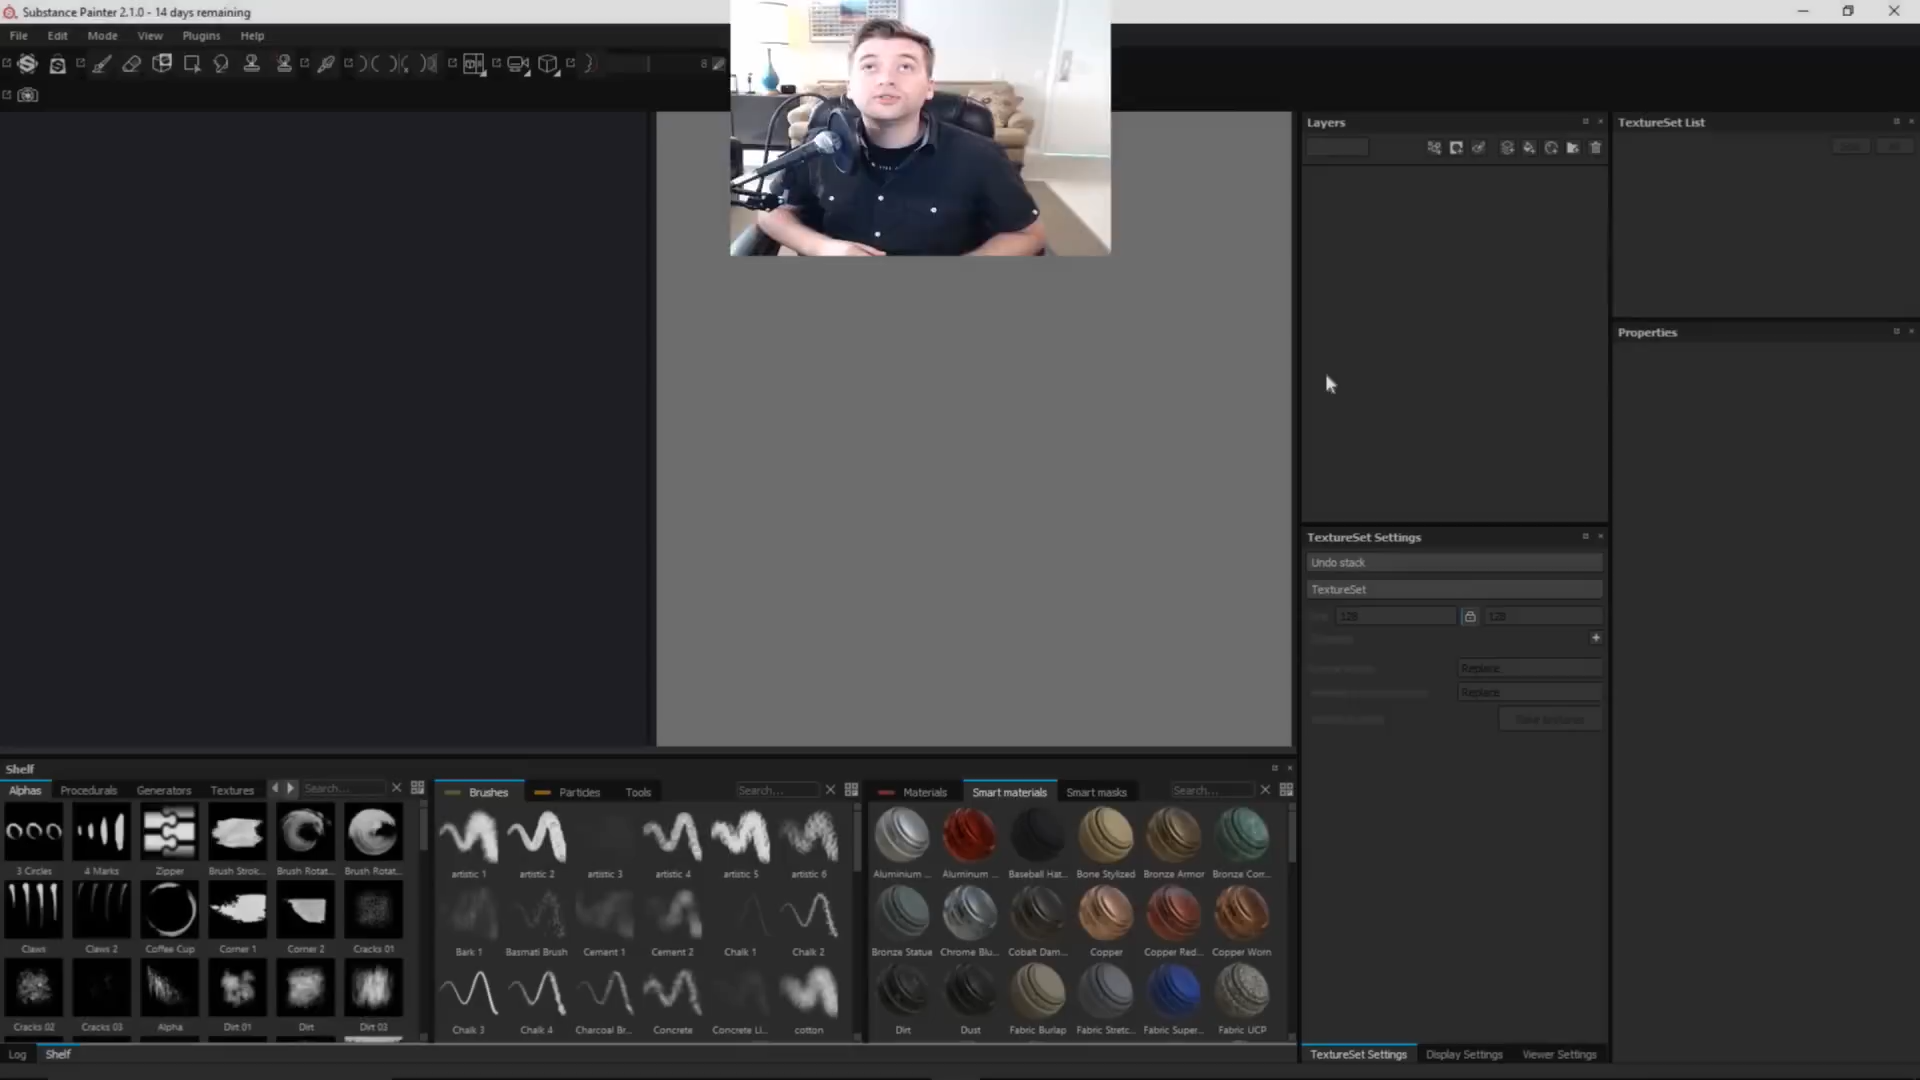 Substance Painter 2.1.0 - 14 days remaining
File Edit Mode View Plugins Help
8
Layers
TextureSet List
Properties
TextureSet Settings
Undo stack
TextureSet
128 128
Replace
Replace
Shelf
Alphas Procedurals Generators Textures Search...
3 Circles 4 Marks Zipper Brush Strok... Brush Rotat... Brush Rotat...
Claws Claws 2 Coffee Cup Corner 1 Corner 2 Cracks 01
Cracks 02 Cracks 03 Alpha Dirt 01 Dirt Dirt 03
Brushes Particles Tools Search...
artistic 1 artistic 2 artistic 3 artistic 4 artistic 5 artistic 6
Bark 1 Basmati Brush Cement 1 Cement 2 Chalk 1 Chalk 2
Chalk 3 Chalk 4 Charcoal Br... Concrete Concrete Li... cotton
Materials Smart materials Smart masks Search...
Aluminium ... Aluminum ... Baseball Hat... Bone Stylized Bronze Armor Bronze Corr...
Bronze Statue Chrome Blu... Cobalt Dam... Copper Copper Red... Copper Worn
Dirt Dust Fabric Burlap Fabric Stretc... Fabric Super... Fabric UCP
Log Shelf
TextureSet Settings Display Settings Viewer Settings